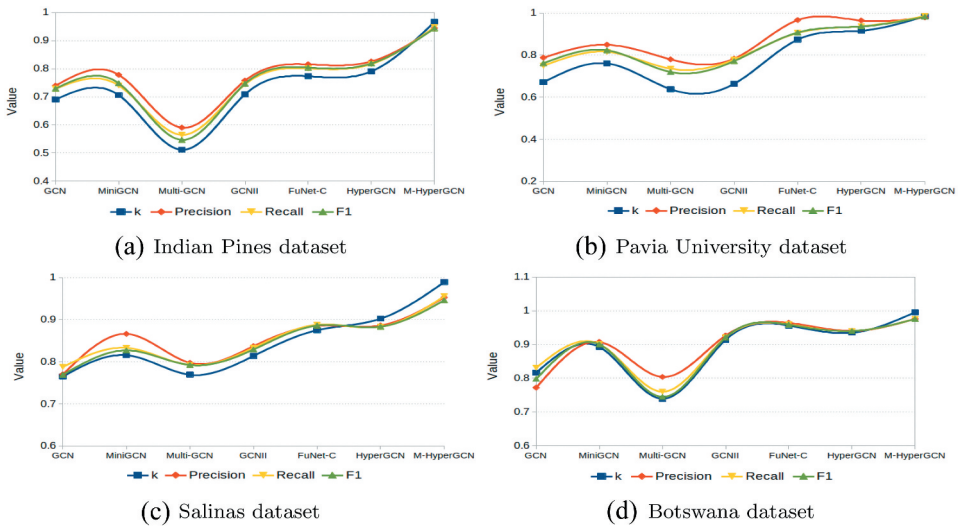 1
0.9
0.8
0.7
0.6
0.5
0.4
Value
GCN MiniGCN Multi-GCN GCNII FuNet-C HyperGCN M-HyperGCN
k Precision Recall F1
(a) Indian Pines dataset
1
0.8
0.6
0.4
0.2
Value
GCN MiniGCN Multi-GCN GCNII FuNet-C HyperGCN M-HyperGCN
k Precision Recall F1
(b) Pavia University dataset
1
0.9
0.8
0.7
0.6
Value
GCN MiniGCN Multi-GCN GCNII FuNet-C HyperGCN M-HyperGCN
k Precision Recall F1
(c) Salinas dataset
1.1
1
0.9
0.8
0.7
0.6
Value
GCN MiniGCN Multi-GCN GCNII FuNet-C HyperGCN M-HyperGCN
k Precision Recall F1
(d) Botswana dataset